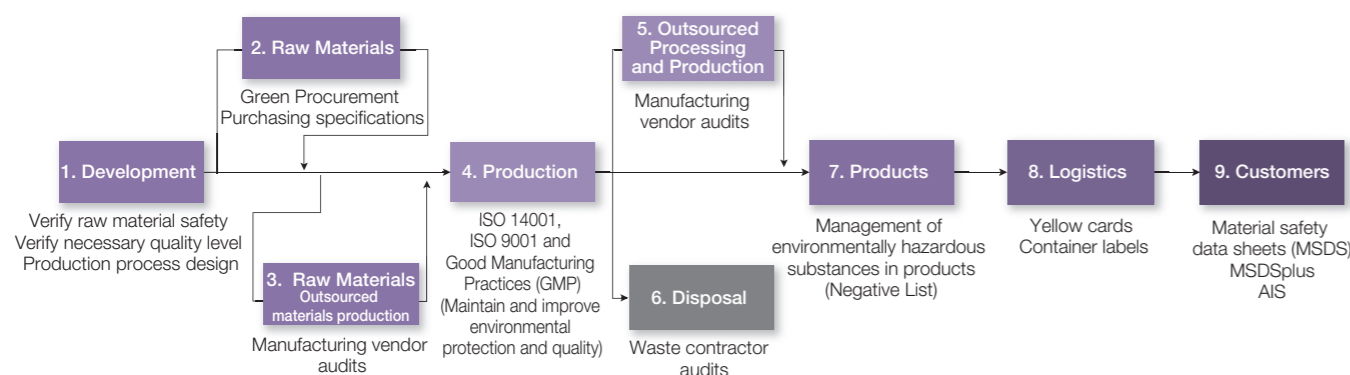 1. Development
Verify raw material safety
Verify necessary quality level
Production process design
2. Raw Materials
Green Procurement
Purchasing specifications
3. Raw Materials
Outsourced
materials production
Manufacturing vendor
audits
4. Production
ISO 14001,
ISO 9001 and
Good Manufacturing
Practices (GMP)
(Maintain and improve
environmental
protection and quality)
5. Outsourced
Processing
and Production
Manufacturing
vendor audits
6. Disposal
Waste contractor
audits
7. Products
Management of
environmentally hazardous
substances in products
(Negative List)
8. Logistics
Yellow cards
Container labels
9. Customers
Material safety
data sheets (MSDS)
MSDSplus
AIS